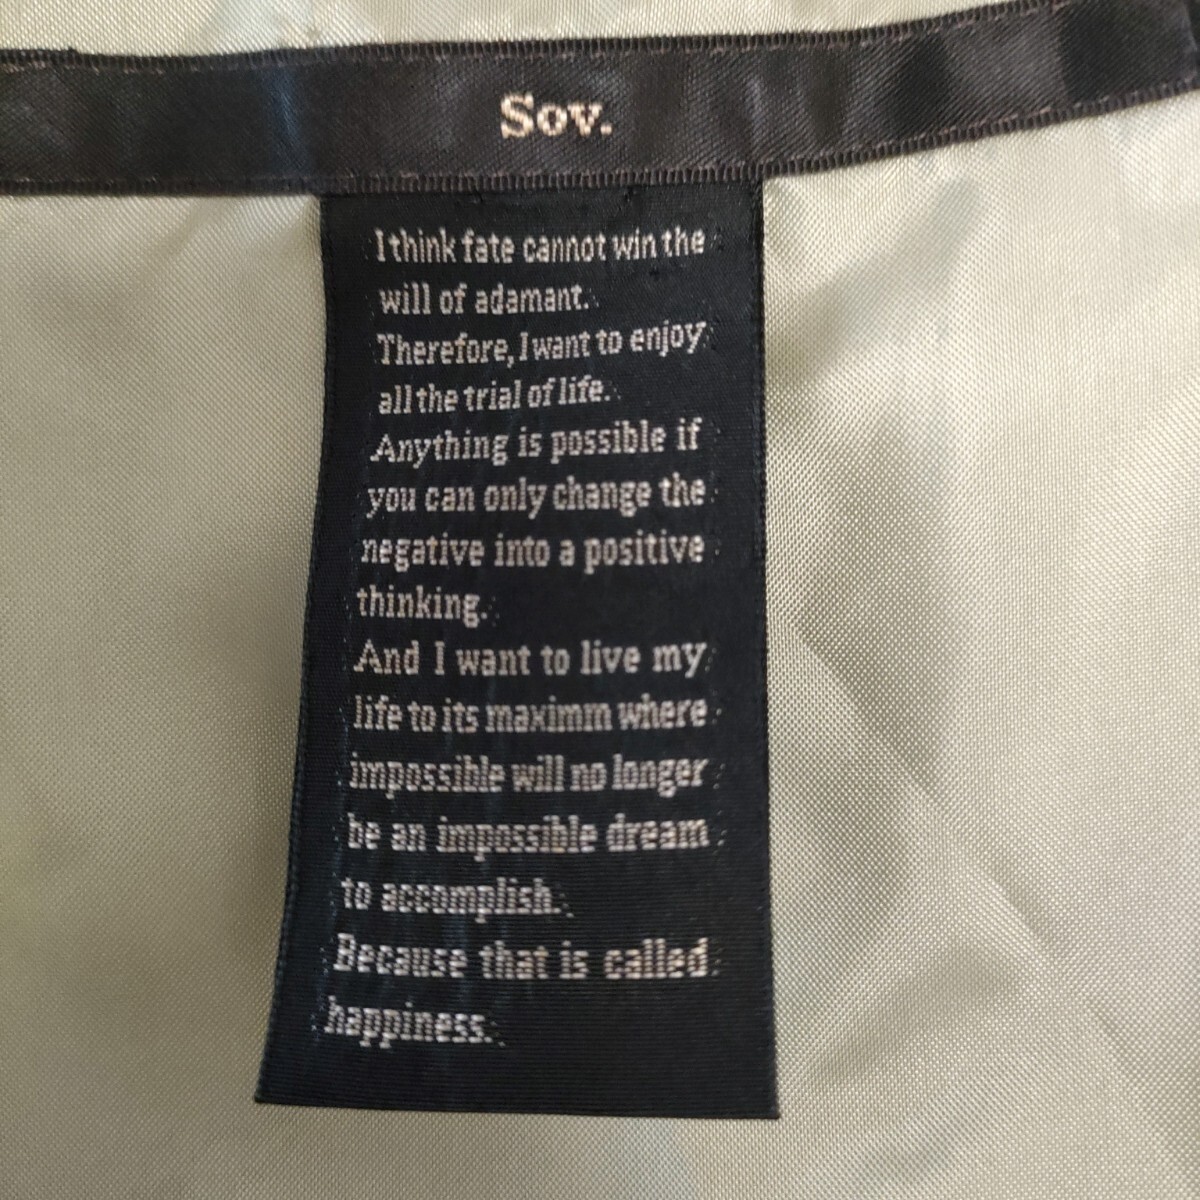 Sov.
I think fate cannot win the
will of adamant.
Therefore, I want to enjoy
all the trial of life.
Anything is possible if
you can only change the
negative into a positive
thinking.
And I want to live my
life to its maximm where
impossible will no longer
be an impossible dream
to accomplish.
Because that is called
happiness.